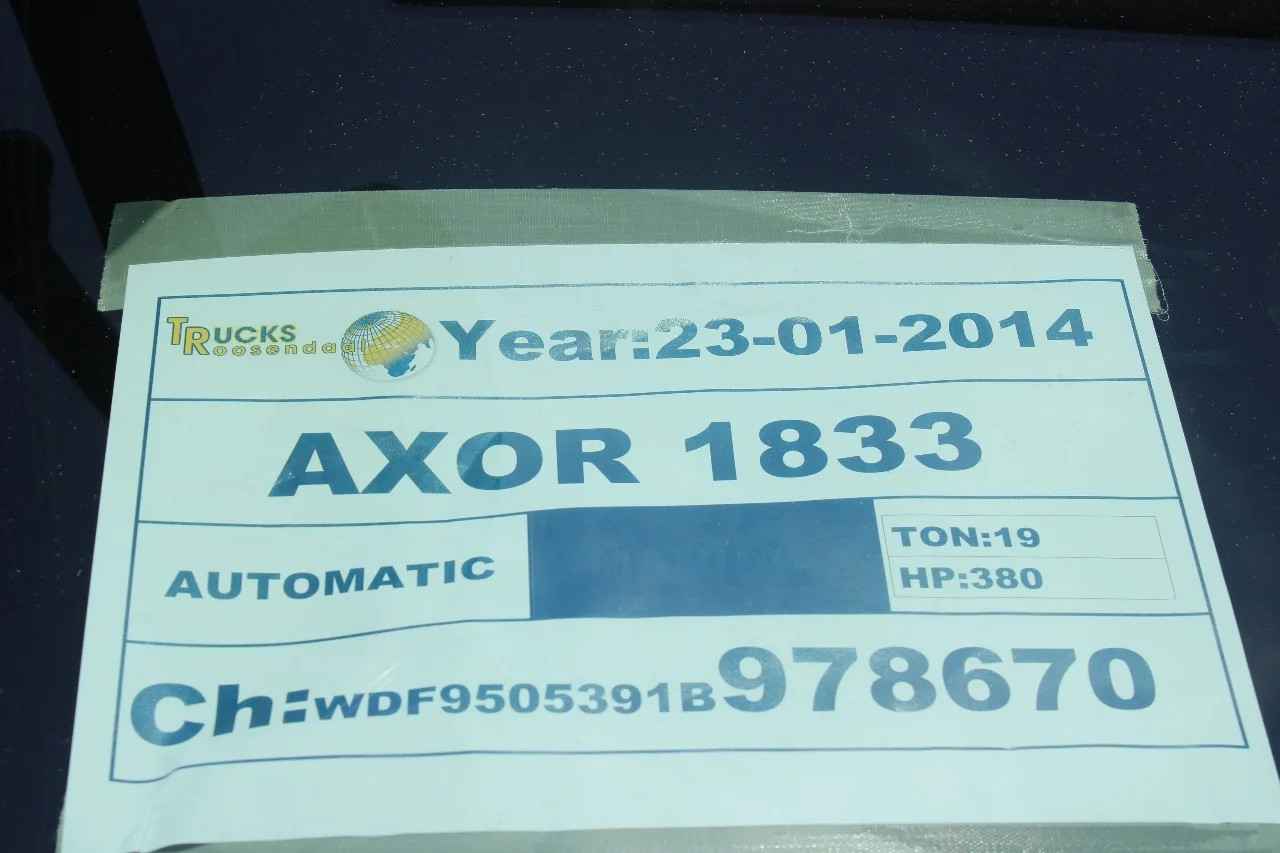 TRUCKS
Roosendaal
Year:23-01-2014
AXOR 1833
AUTOMATIC
TON:19
HP:380
Ch:WDF9505391B978670